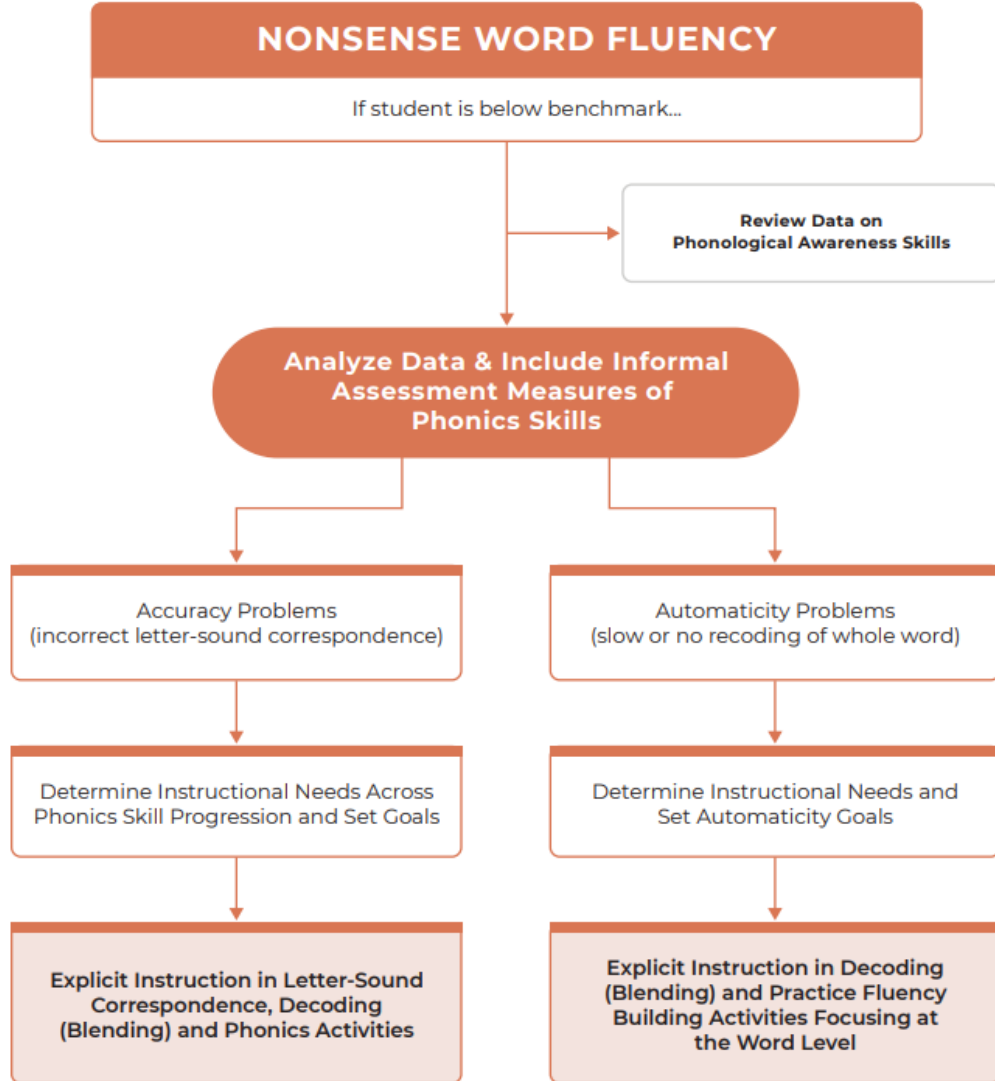 NONSENSE WORD FLUENCY
If student is below benchmark...
Review Data on
Phonological Awareness Skills
Analyze Data & Include Informal
Assessment Measures of
Phonics Skills
Accuracy Problems
(incorrect letter-sound correspondence)
Automaticity Problems
(slow or no recoding of whole word)
Determine Instructional Needs Across
Phonics Skill Progression and Set Goals
Determine Instructional Needs and
Set Automaticity Goals
Explicit Instruction in Letter-Sound
Correspondence, Decoding
(Blending) and Phonics Activities
Explicit Instruction in Decoding
(Blending) and Practice Fluency
Building Activities Focusing at
the Word Level